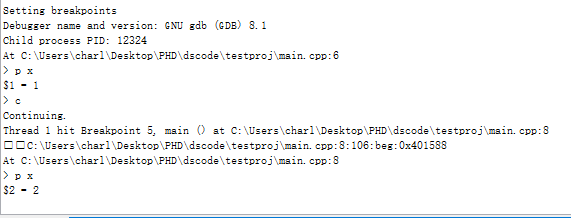 Setting breakpoints
Debugger name and version: GNU gdb (GDB) 8.1
Child process PID: 12324
At C:\Users\charl\Desktop\PHD\dscode\testproj\main.cpp:6
> p x
$1 = 1
> c
Continuing.
Thread 1 hit Breakpoint 5, main () at C:\Users\charl\Desktop\PHD\dscode\testproj\main.cpp:8
□□C:\Users\charl\Desktop\PHD\dscode\testproj\main.cpp:8:106:beg:0x401588
At C:\Users\charl\Desktop\PHD\dscode\testproj\main.cpp:8
> p x
$2 = 2